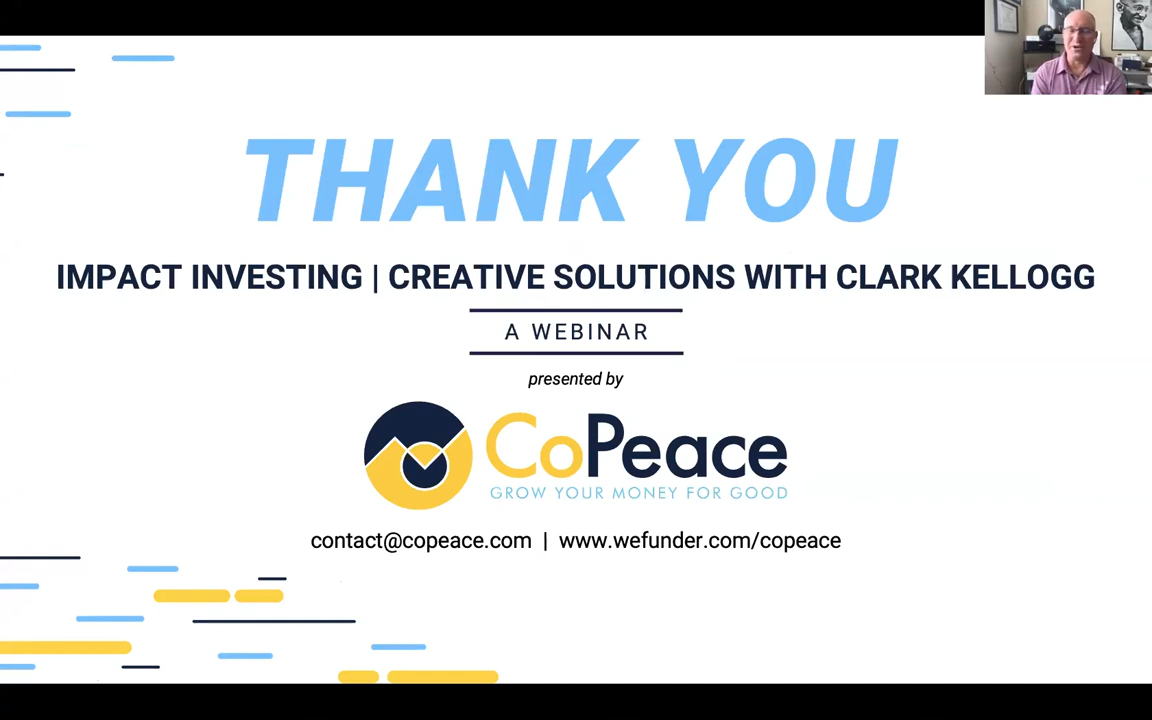 THANK YOU
IMPACT INVESTING | CREATIVE SOLUTIONS WITH CLARK KELLOGG
A WEBINAR
presented by
CoPeace
GROW YOUR MONEY FOR GOOD
contact@copeace.com | www.wefunder.com/copeace